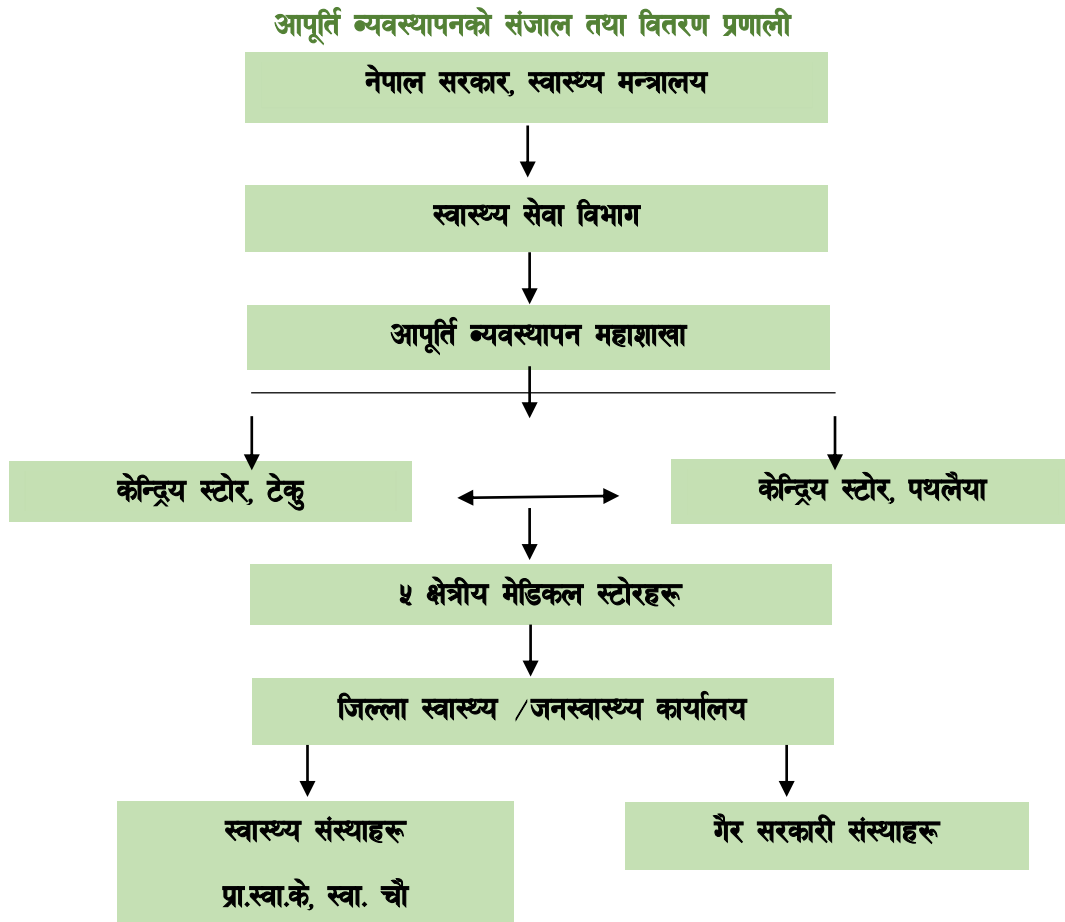 आपूर्ति ब्यवस्थापनको संजाल तथा वितरण प्रणाली
नेपाल सरकार, स्वास्थ्य मन्त्रालय
स्वास्थ्य सेवा विभाग
आपूर्ति ब्यवस्थापन महाशाखा
केन्द्रिय स्टोर, टेकु
केन्द्रिय स्टोर, पथलैया
५ क्षेत्रीय मेडिकल स्टोरहरू
जिल्ला स्वास्थ्य /जनस्वास्थ्य कार्यालय
स्वास्थ्य संस्थाहरू
प्रा.स्वा.के, स्वा. चौ
गैर सरकारी संस्थाहरू